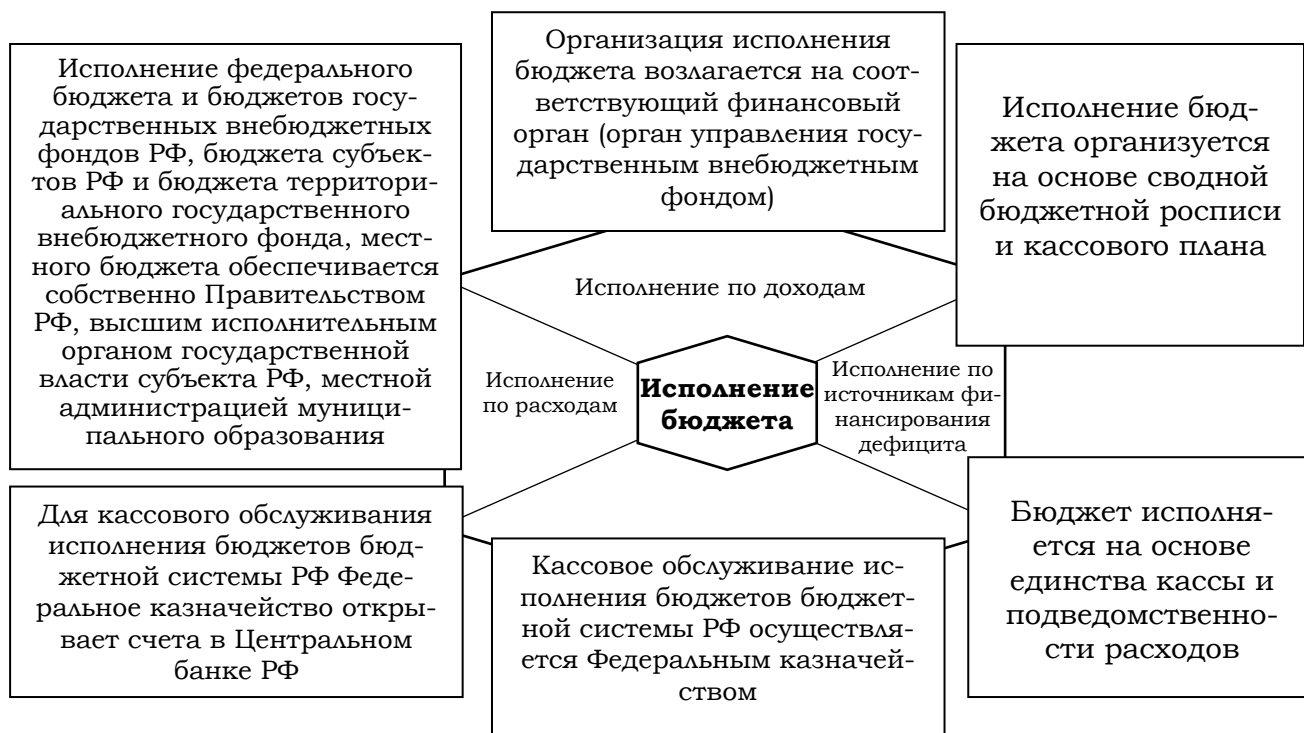 Исполнение федерального
бюджета и бюджетов госу-
дарственных внебюджетных
фондов РФ, бюджета субъек-
тов РФ и бюджета территори-
ального государственного
внебюджетного фонда, мест-
ного бюджета обеспечивается
собственно Правительством
РФ, высшим исполнительным
органом государственной
власти субъекта РФ, местной
администрацией муници-
пального образования
Организация исполнения
бюджета возлагается на соот-
ветствующий финансовый
орган (орган управления госу-
дарственным внебюджетным
фондом)
Исполнение бюд-
жета организуется
на основе сводной
бюджетной росписи
и кассового плана
Исполнение по доходам
Исполнение
по расходам
Исполнение
бюджета
Исполнение по
источникам фи-
нансирования
дефицита
Для кассового обслуживания
исполнения бюджетов бюд-
жетной системы РФ Феде-
ральное казначейство откры-
вает счета в Центральном
банке РФ
Кассовое обслуживание ис-
полнения бюджетов бюджет-
ной системы РФ осуществля-
ется Федеральным казначей-
ством
Бюджет исполня-
ется на основе
единства кассы и
подведомственно-
сти расходов